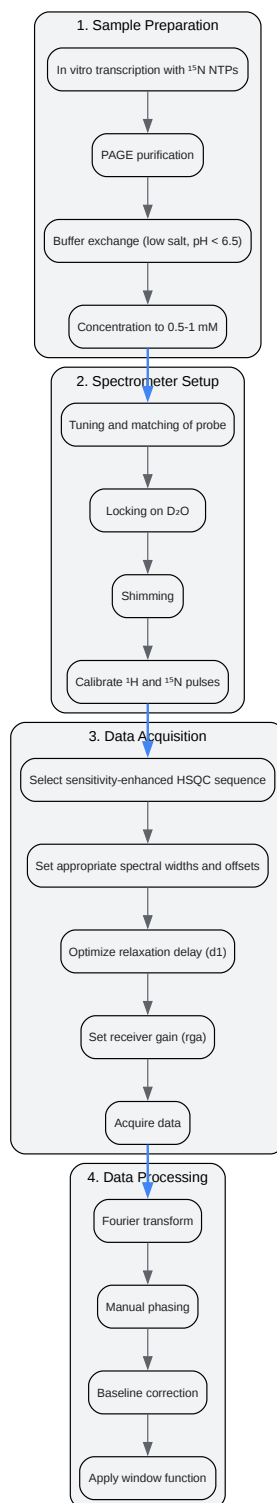 1. Sample Preparation
In vitro transcription with ¹⁵N NTPs
PAGE purification
Buffer exchange (low salt, pH < 6.5)
Concentration to 0.5-1 mM
2. Spectrometer Setup
Tuning and matching of probe
Locking on D₂O
Shimming
Calibrate ¹H and ¹⁵N pulses
3. Data Acquisition
Select sensitivity-enhanced HSQC sequence
Set appropriate spectral widths and offsets
Optimize relaxation delay (d1)
Set receiver gain (rga)
Acquire data
4. Data Processing
Fourier transform
Manual phasing
Baseline correction
Apply window function